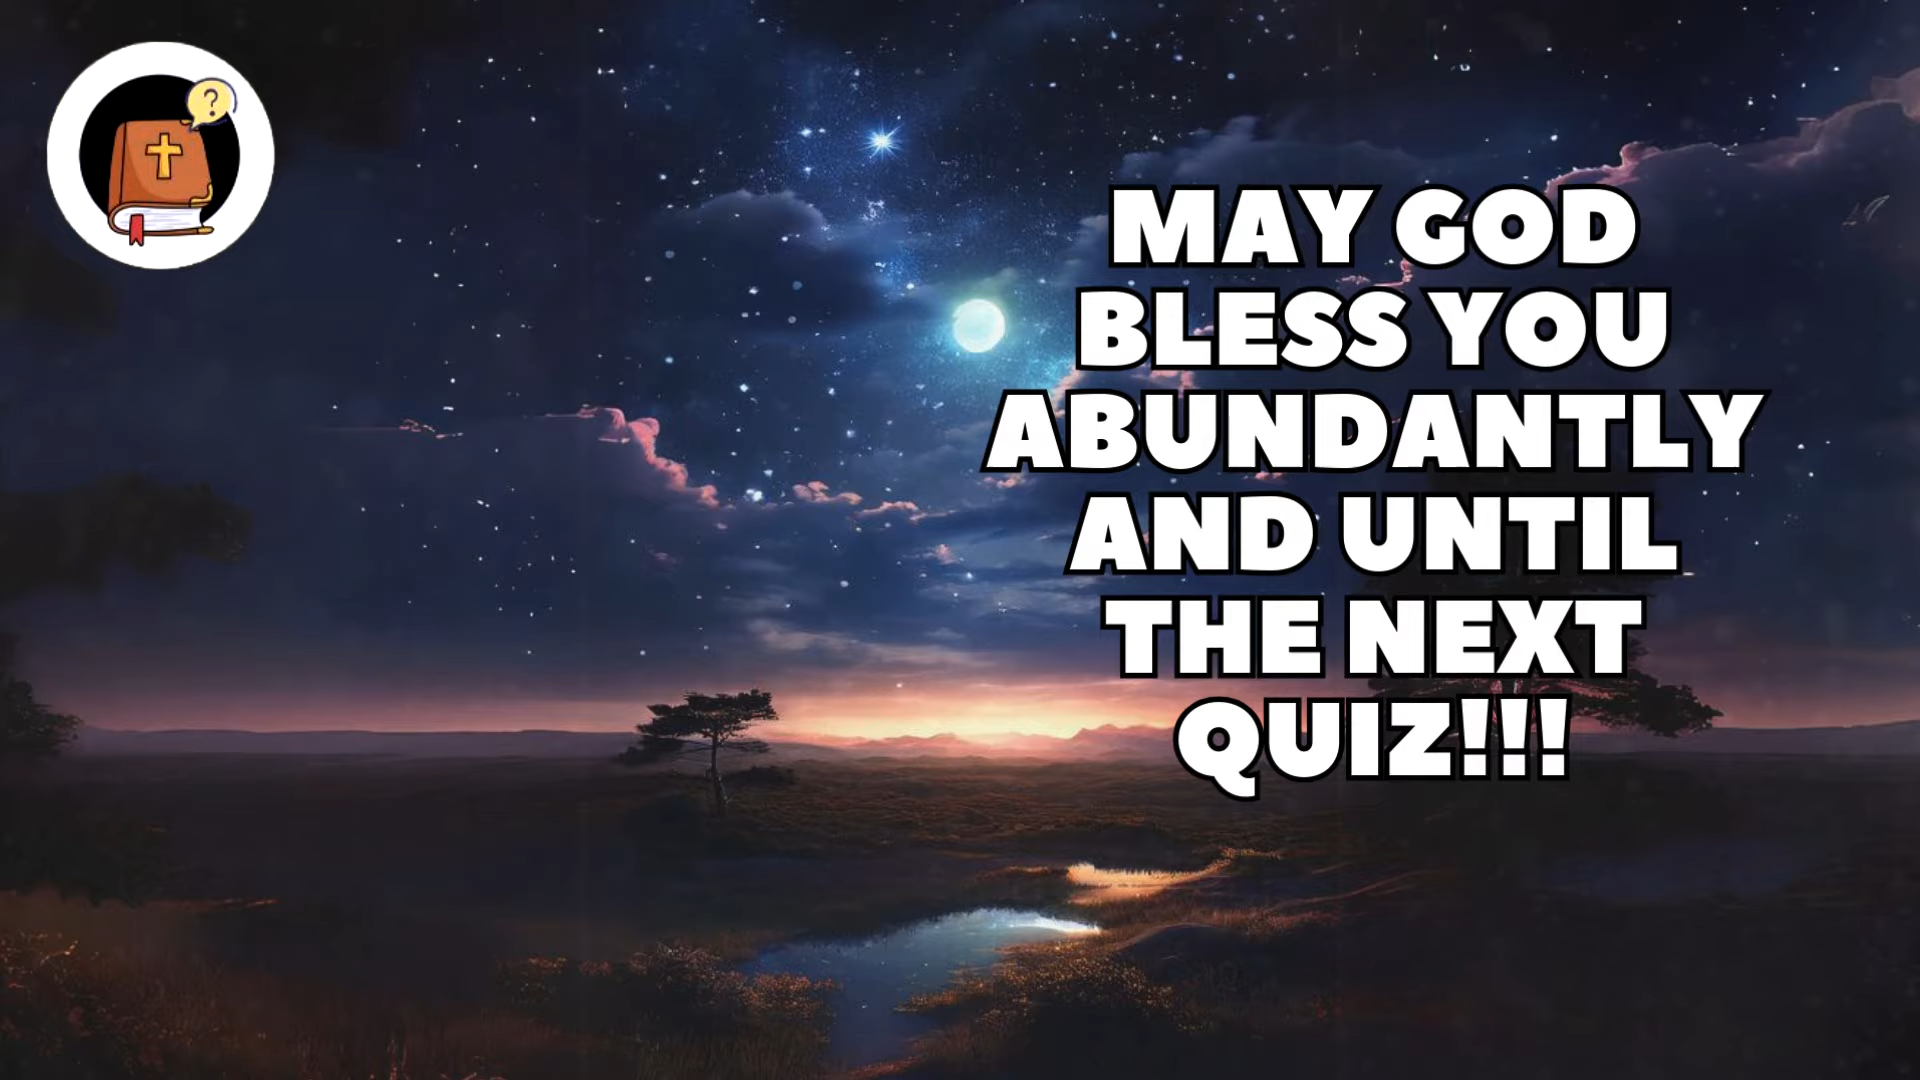 ?
MAY GOD
BLESS YOU
ABUNDANTLY
AND UNTIL
THE NEXT
QUIZ!!!